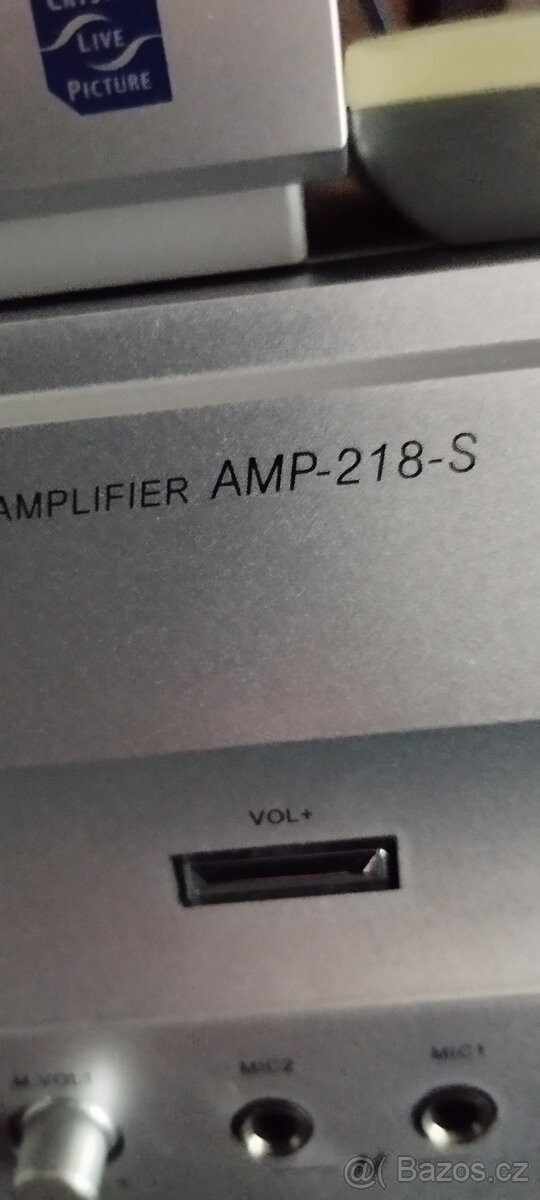 LIVE
PICTURE
AMPLIFIER AMP-218-S
VOL+
MIC2
MIC1
Bazos.cz